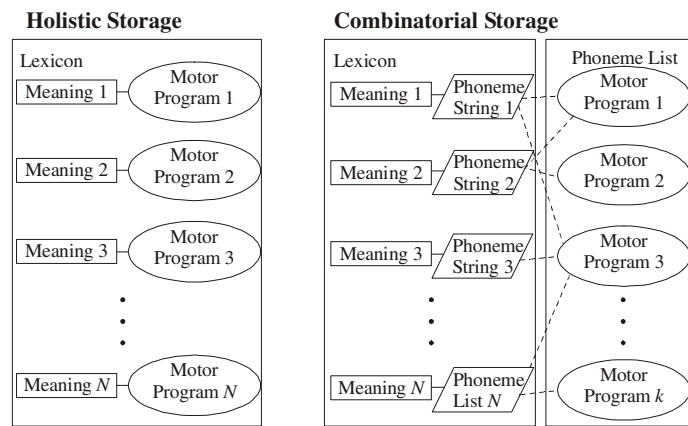 Holistic Storage
Combinatorial Storage
Lexicon
Meaning 1
Motor
Program 1
Meaning 2
Motor
Program 2
Meaning 3
Motor
Program 3
Meaning N
Motor
Program N
Lexicon
Phoneme List
Meaning 1
Phoneme
String 1
Motor
Program 1
Meaning 2
Phoneme
String 2
Motor
Program 2
Meaning 3
Phoneme
String 3
Motor
Program 3
Meaning N
Phoneme
List N
Motor
Program k